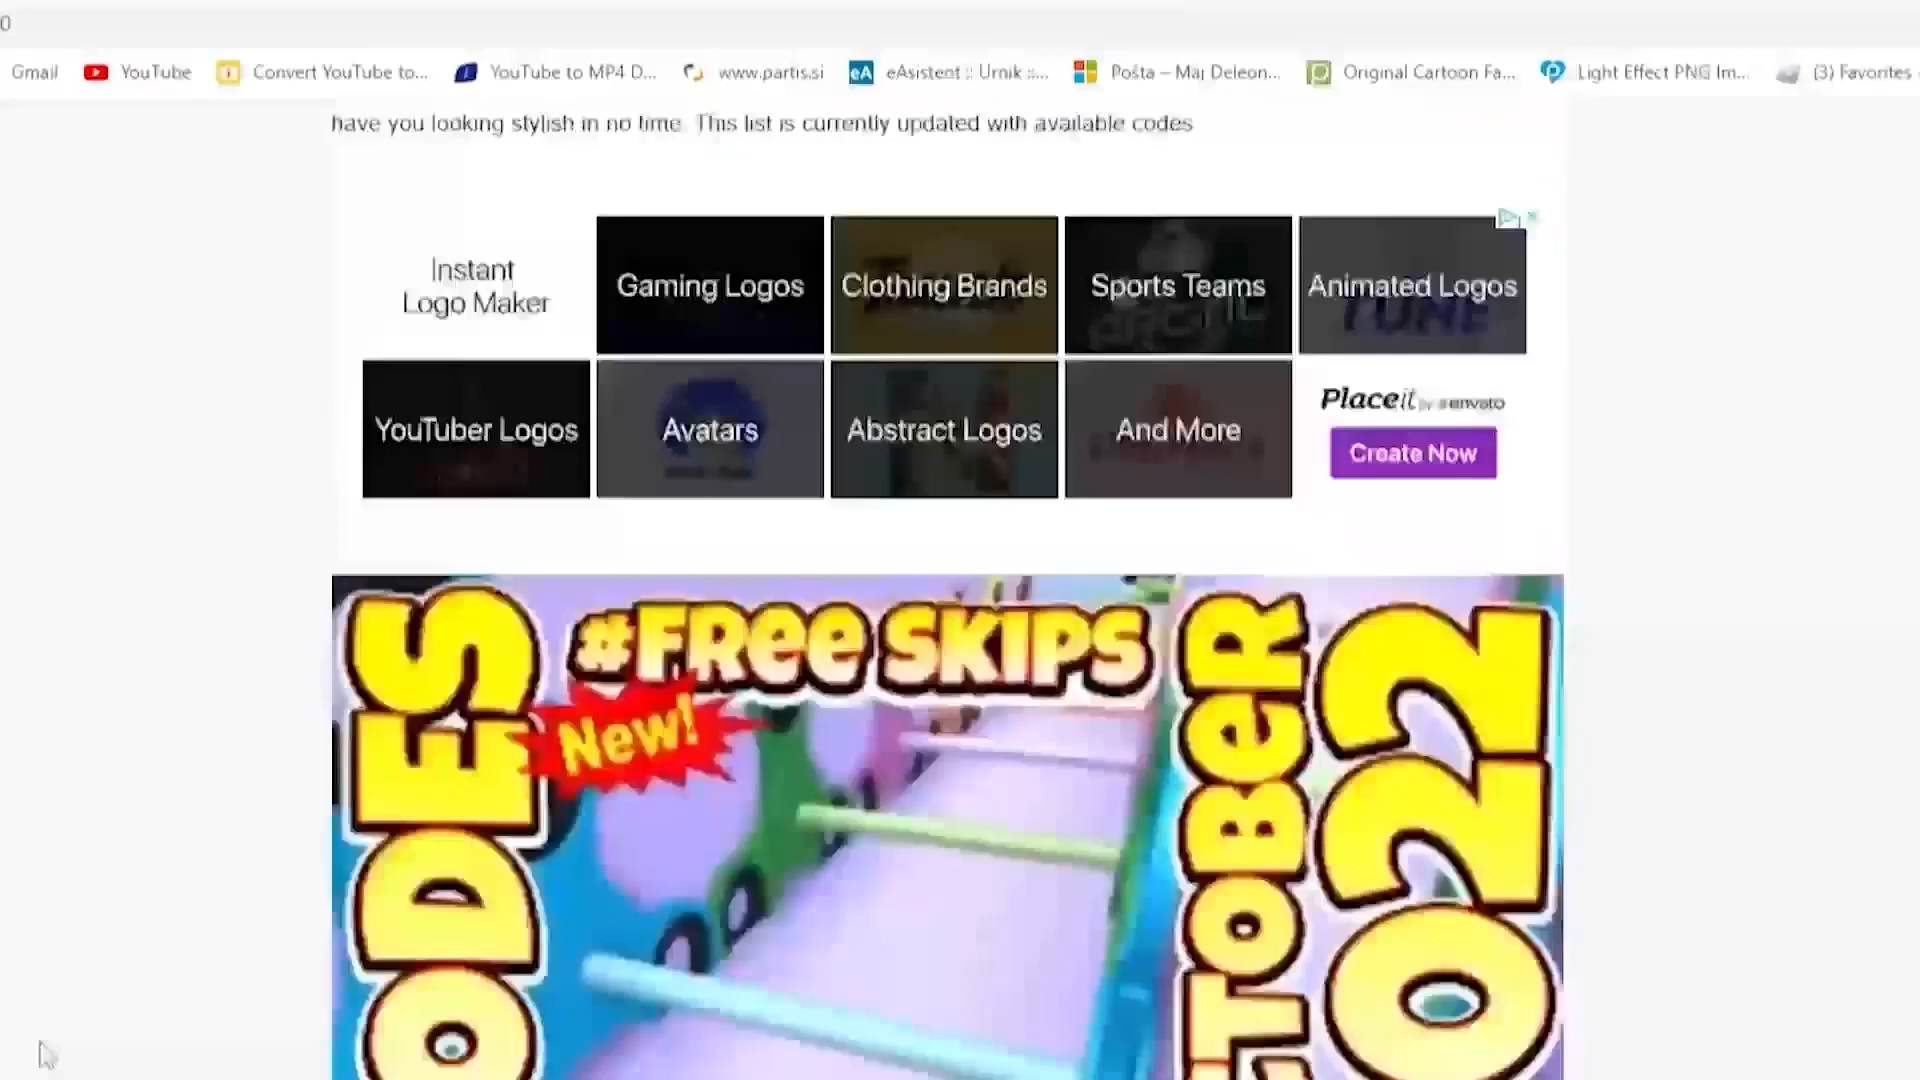 0
Gmail YouTube Convert YouTube to... YouTube to MP4 D... www.partis.si eA eAsistent :: Urnik ::... Pošta – Maj Deleon... Original Cartoon Fa... Light Effect PNG Im... (3) Favorites
have you looking stylish in no time. This list is currently updated with available codes
Instant
Logo Maker
Gaming Logos
Clothing Brands
Sports Teams
Animated Logos
YouTuber Logos
Avatars
Abstract Logos
And More
Placeit by envato
Create Now
ODES
#FREE SKIPS
New!
TOBER
022